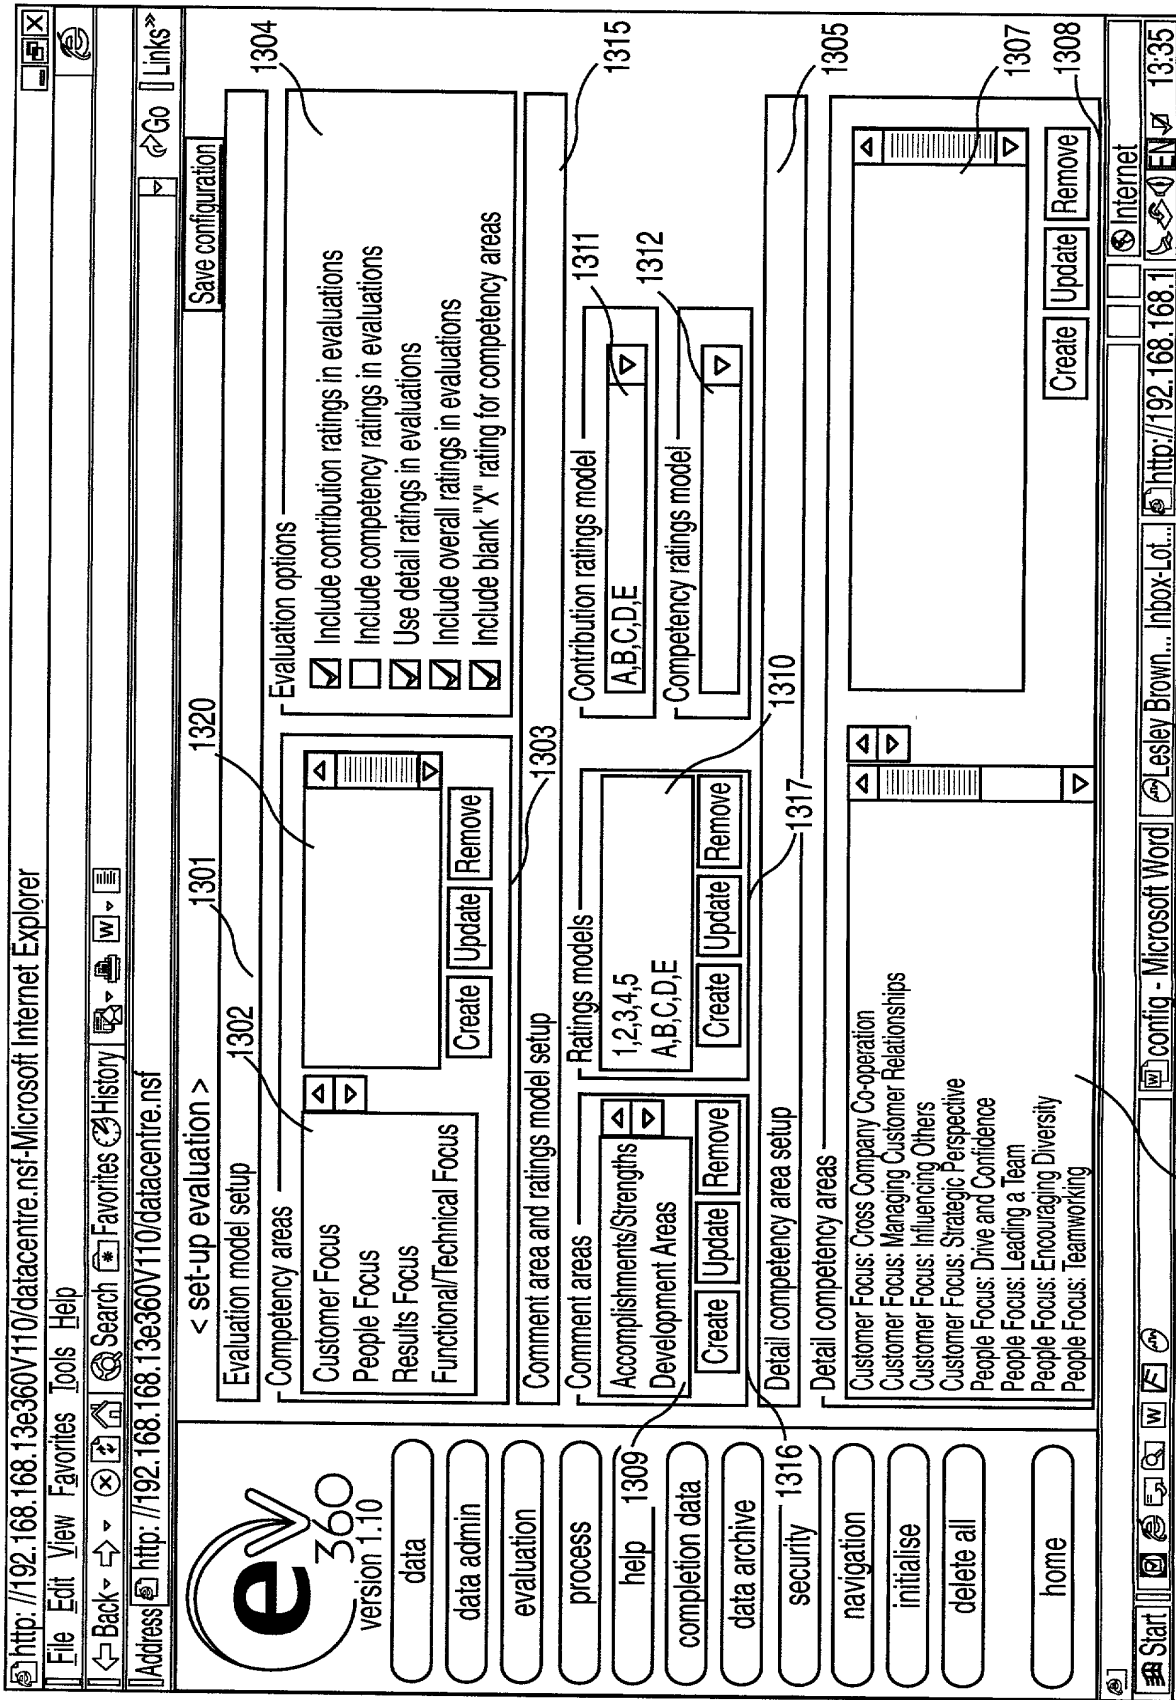 http: //192.168.168.13e360V110/datacentre.nsf-Microsoft Internet Explorer
File Edit View Favorites Tools Help
Back Search Favorites History
Address http: //192.168.168.13e360V110/datacentre.nsf Go Links»
e
360
version 1.10
data
data admin
evaluation
process
help
completion data
data archive
security
navigation
initialise
delete all
home
< set-up evaluation >
Save configuration
1301
1320
1302
1304
Evaluation model setup
Competency areas
Customer Focus
People Focus
Results Focus
Functional/Technical Focus
Create Update Remove
1303
Evaluation options
Include contribution ratings in evaluations
Include competency ratings in evaluations
Use detail ratings in evaluations
Include overall ratings in evaluations
Include blank "X" rating for competency areas
Comment area and ratings model setup
1315
Comment areas
Accomplishments/Strengths
Development Areas
Create Update Remove
1309
1316
Ratings models
1,2,3,4,5
A,B,C,D,E
Create Update Remove
1310
1317
Contribution ratings model
A,B,C,D,E
1311
Competency ratings model
1312
Detail competency area setup
1305
Detail competency areas
Customer Focus: Cross Company Co-operation
Customer Focus: Managing Customer Relationships
Customer Focus: Influencing Others
Customer Focus: Strategic Perspective
People Focus: Drive and Confidence
People Focus: Leading a Team
People Focus: Encouraging Diversity
People Focus: Teamworking
1307
Create Update Remove
1308
Internet
Start config - Microsoft Word Lesley Brown... Inbox-Lot... http://192.168.168.1 EN 13:35